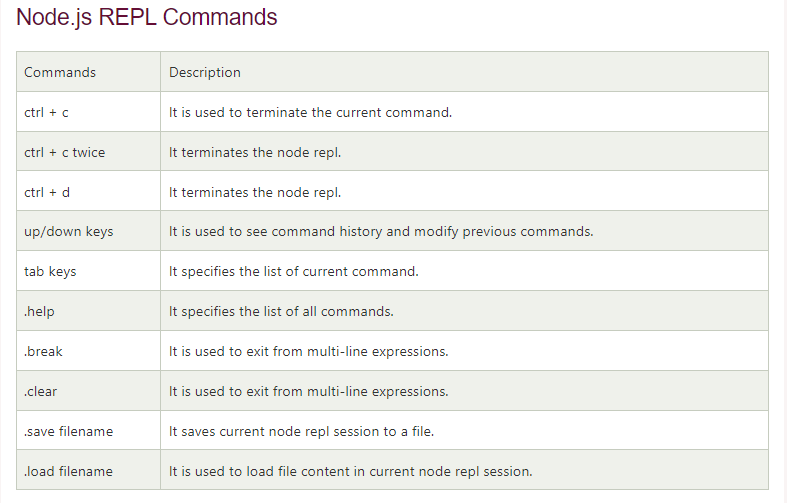 Node.js REPL Commands
Commands Description
ctrl + c It is used to terminate the current command.
ctrl + c twice It terminates the node repl.
ctrl + d It terminates the node repl.
up/down keys It is used to see command history and modify previous commands.
tab keys It specifies the list of current command.
.help It specifies the list of all commands.
.break It is used to exit from multi-line expressions.
.clear It is used to exit from multi-line expressions.
.save filename It saves current node repl session to a file.
.load filename It is used to load file content in current node repl session.